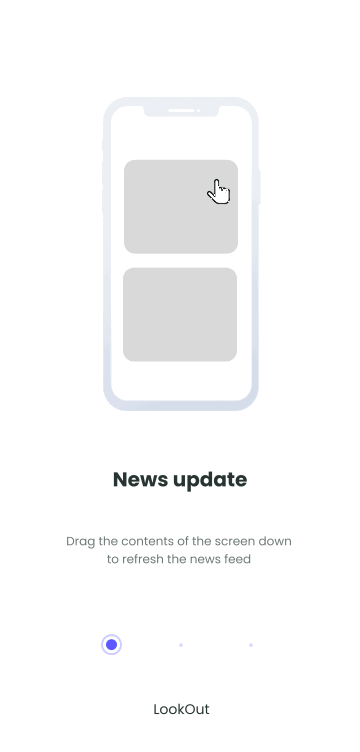 News update
Drag the contents of the screen down
to refresh the news feed
LookOut